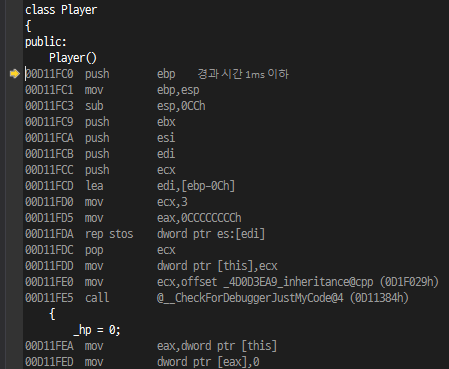 class Player
{
public:
Player()
00D11FC0 push ebp 경과 시간 1ms 이하
00D11FC1 mov ebp,esp
00D11FC3 sub esp,0CCh
00D11FC9 push ebx
00D11FCA push esi
00D11FCB push edi
00D11FCC push ecx
00D11FCD lea edi,[ebp-0Ch]
00D11FD0 mov ecx,3
00D11FD5 mov eax,0CCCCCCCCh
00D11FDA rep stos dword ptr es:[edi]
00D11FDC pop ecx
00D11FDD mov dword ptr [this],ecx
00D11FE0 mov ecx,offset _4D0D3EA9_inheritance@cpp (0D1F029h)
00D11FE5 call @__CheckForDebuggerJustMyCode@4 (0D11384h)
{
_hp = 0;
00D11FEA mov eax,dword ptr [this]
00D11FED mov dword ptr [eax],0